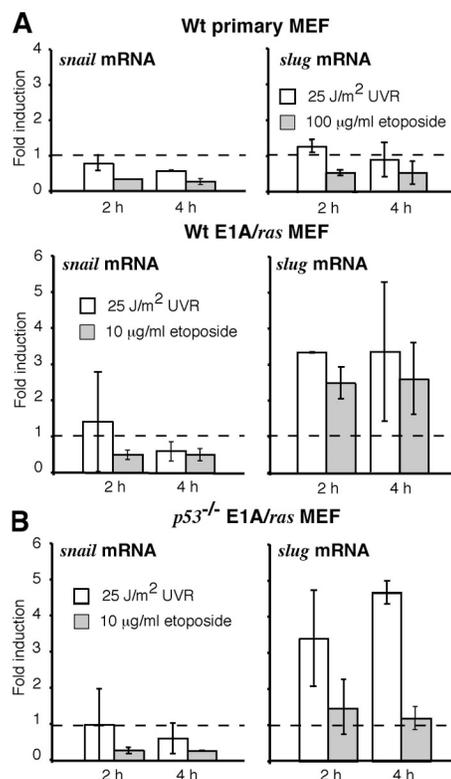 A
Wt primary MEF
snail mRNA
slug mRNA
Fold induction
4
3
2
1
0
25 J/m² UVR
100 µg/ml etoposide
2 h
4 h
2 h
4 h
Wt E1A/ras MEF
snail mRNA
slug mRNA
Fold induction
6
5
4
3
2
1
0
25 J/m² UVR
10 µg/ml etoposide
2 h
4 h
2 h
4 h
B
p53-/- E1A/ras MEF
snail mRNA
slug mRNA
Fold induction
6
5
4
3
2
1
0
25 J/m² UVR
10 µg/ml etoposide
2 h
4 h
2 h
4 h